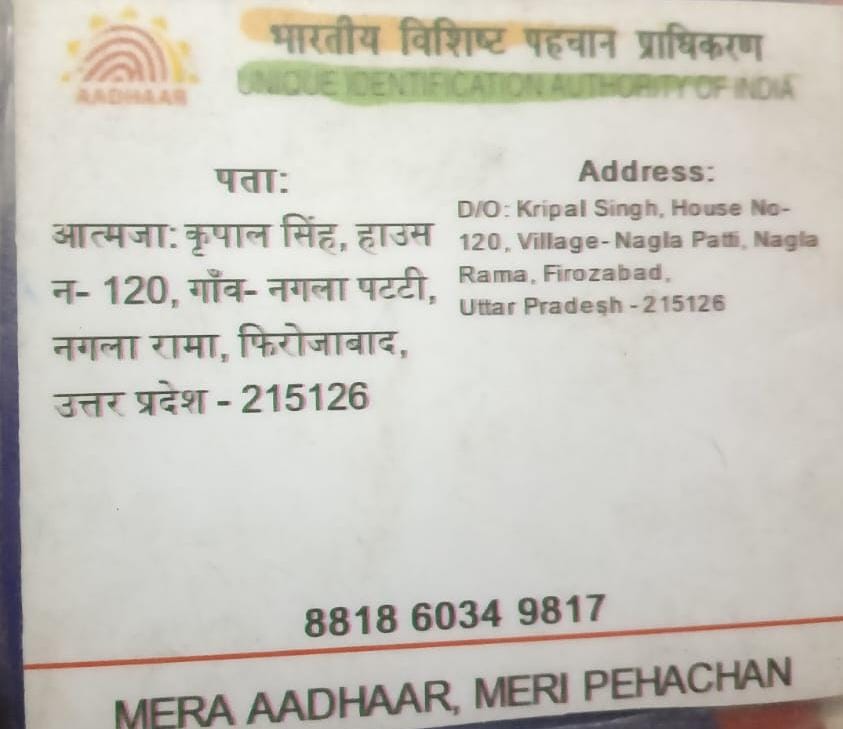 भारतीय विशिष्ट पहचान प्राधिकरण
UNIQUE IDENTIFICATION AUTHORITY OF INDIA
AADHAAR
पता:
आत्मजा: कृपाल सिंह, हाउस
न- 120, गाँव- नगला पटटी,
नगला रामा, फिरोजाबाद,
उत्तर प्रदेश - 215126
Address:
D/O: Kripal Singh, House No-
120, Village- Nagla Patti, Nagla
Rama, Firozabad,
Uttar Pradesh - 215126
8818 6034 9817
MERA AADHAAR, MERI PEHACHAN